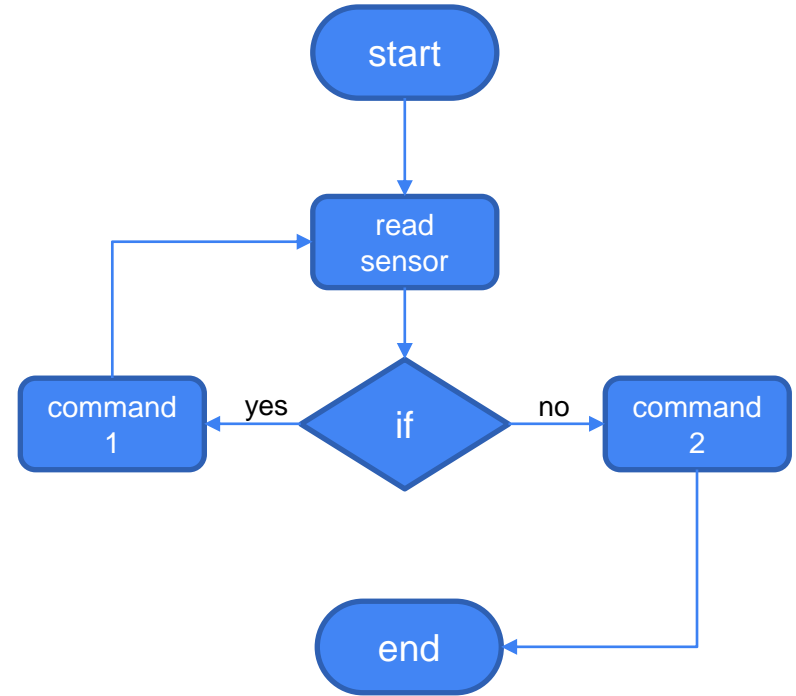 start
read
sensor
command
1
yes
if
no
command
2
end